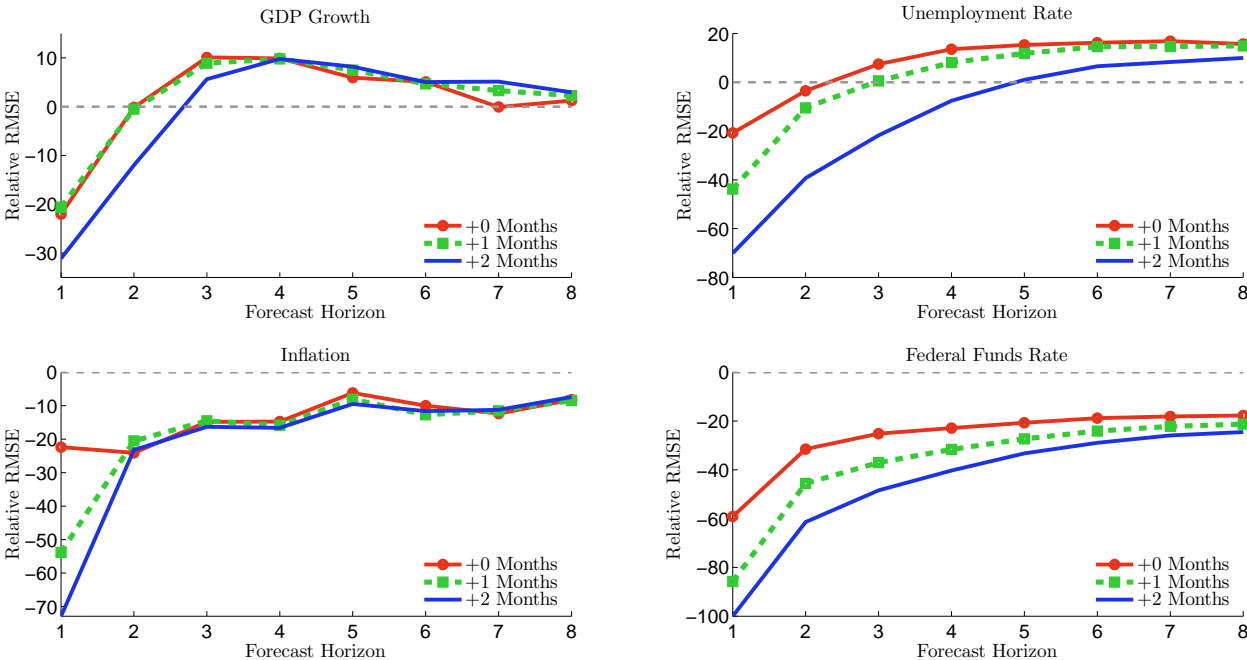 GDP Growth
Relative RMSE
10
0
−10
−20
−30
1 2 3 4 5 6 7 8
Forecast Horizon
+0 Months
+1 Months
+2 Months
Unemployment Rate
Relative RMSE
20
0
−20
−40
−60
−80
1 2 3 4 5 6 7 8
Forecast Horizon
+0 Months
+1 Months
+2 Months
Inflation
Relative RMSE
0
−10
−20
−30
−40
−50
−60
−70
1 2 3 4 5 6 7 8
Forecast Horizon
+0 Months
+1 Months
+2 Months
Federal Funds Rate
Relative RMSE
0
−20
−40
−60
−80
−100
1 2 3 4 5 6 7 8
Forecast Horizon
+0 Months
+1 Months
+2 Months